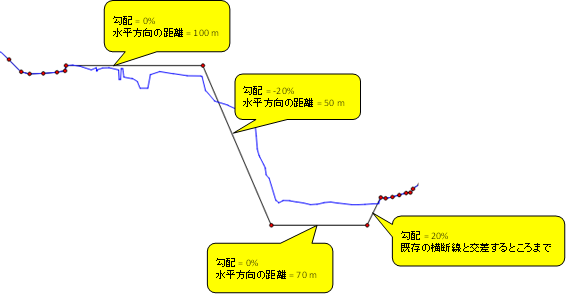 勾配 = 0%
水平方向の距離 = 100 m
勾配 = -20%
水平方向の距離 = 50 m
勾配 = 0%
水平方向の距離 = 70 m
勾配 = 20%
既存の横断線と交差するところまで